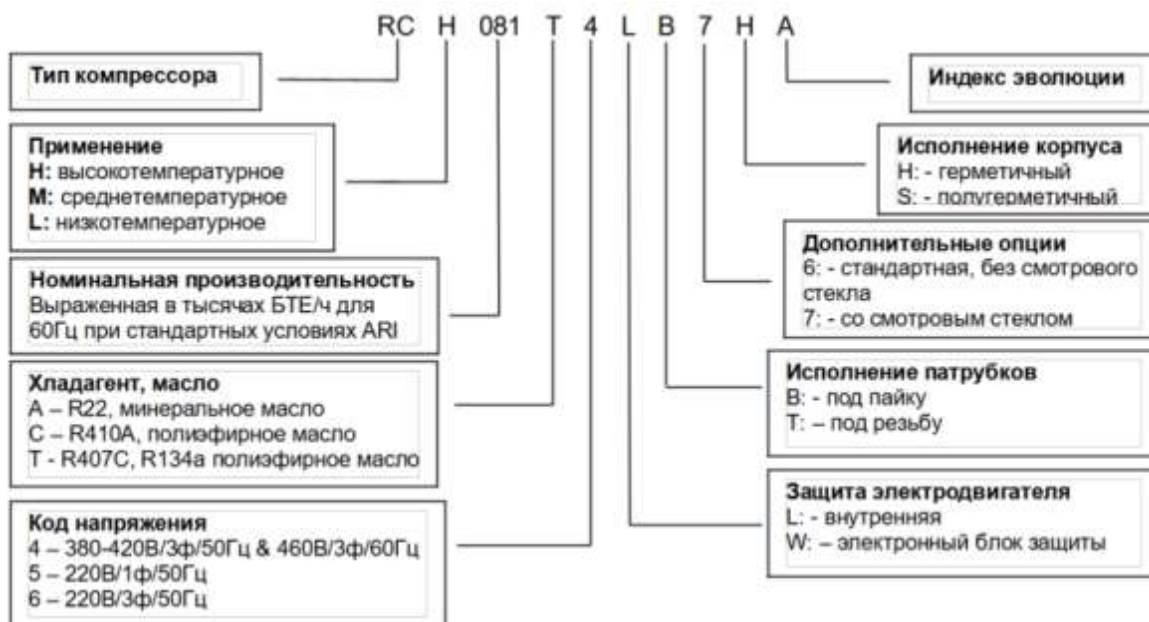 RC H 081 T 4 L B 7 H A
Тип компрессора
Применение
H: высокотемпературное
M: среднетемпературное
L: низкотемпературное
Номинальная производительность
Выраженная в тысячах БТЕ/ч для
60Гц при стандартных условиях ARI
Хладагент, масло
A – R22, минеральное масло
C – R410A, полиэфирное масло
T - R407C, R134a полиэфирное масло
Код напряжения
4 – 380-420В/3ф/50Гц & 460В/3ф/60Гц
5 – 220В/1ф/50Гц
6 – 220В/3ф/50Гц
Индекс эволюции
Исполнение корпуса
H: - герметичный
S: - полугерметичный
Дополнительные опции
6: - стандартная, без смотрового
стекла
7: - со смотровым стеклом
Исполнение патрубков
B: - под пайку
T: – под резьбу
Защита электродвигателя
L: - внутренняя
W: – электронный блок защиты